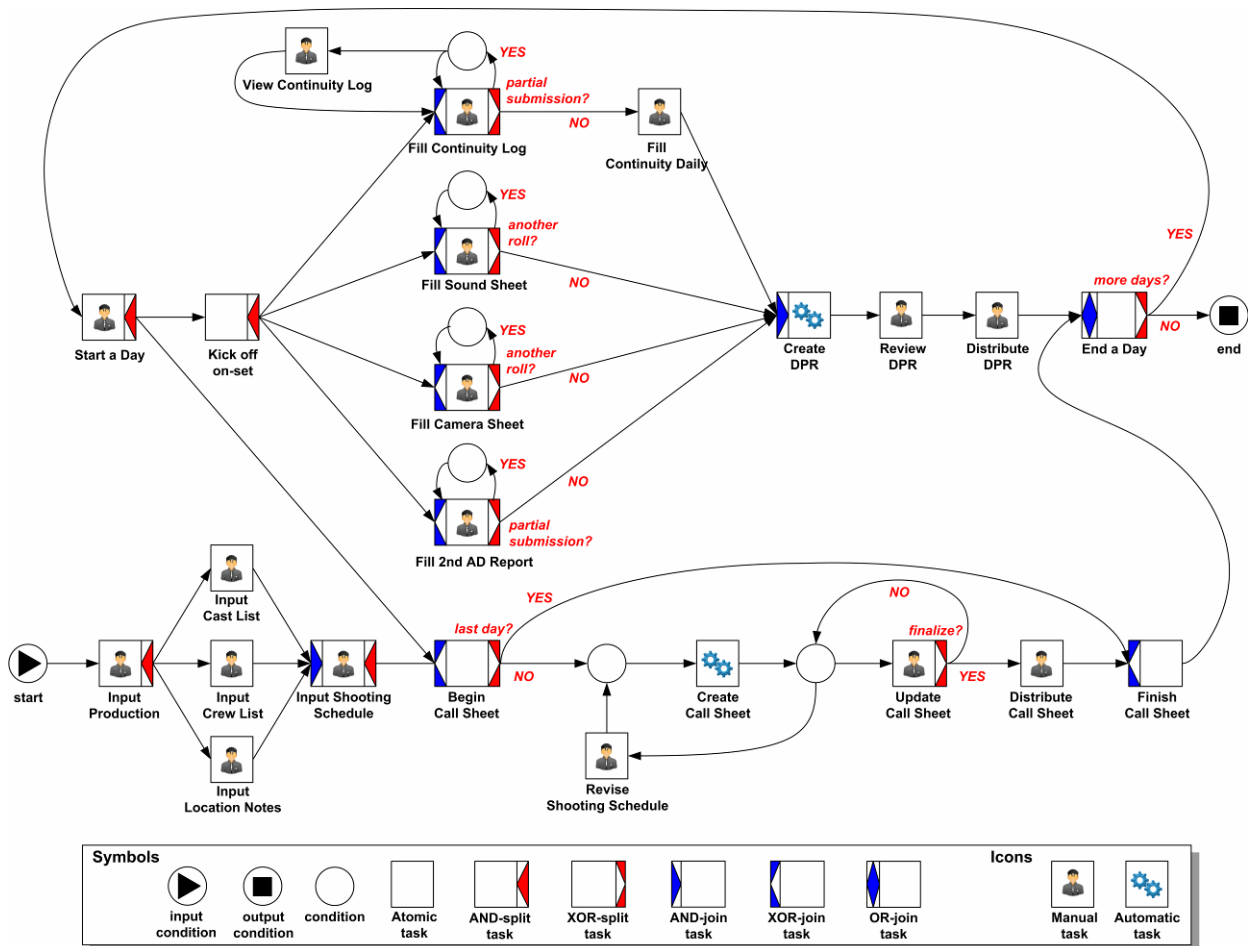 YES
View Continuity Log
partial
submission?
NO
Fill Continuity Log
Fill
Continuity Daily
YES
another
roll?
NO
Fill Sound Sheet
YES
another
roll?
NO
Fill Camera Sheet
YES
NO
partial
submission?
Fill 2nd AD Report
Start a Day
Kick off
on-set
Create
DPR
Review
DPR
Distribute
DPR
YES
more days?
NO
End a Day
end
start
Input
Production
Input
Cast List
Input
Crew List
Input
Location Notes
Input Shooting
Schedule
last day?
YES
NO
Begin
Call Sheet
Create
Call Sheet
Revise
Shooting Schedule
NO
finalize?
YES
Update
Call Sheet
Distribute
Call Sheet
Finish
Call Sheet
Symbols
input
condition
output
condition
condition
Atomic
task
AND-split
task
XOR-split
task
AND-join
task
XOR-join
task
OR-join
task
Icons
Manual
task
Automatic
task